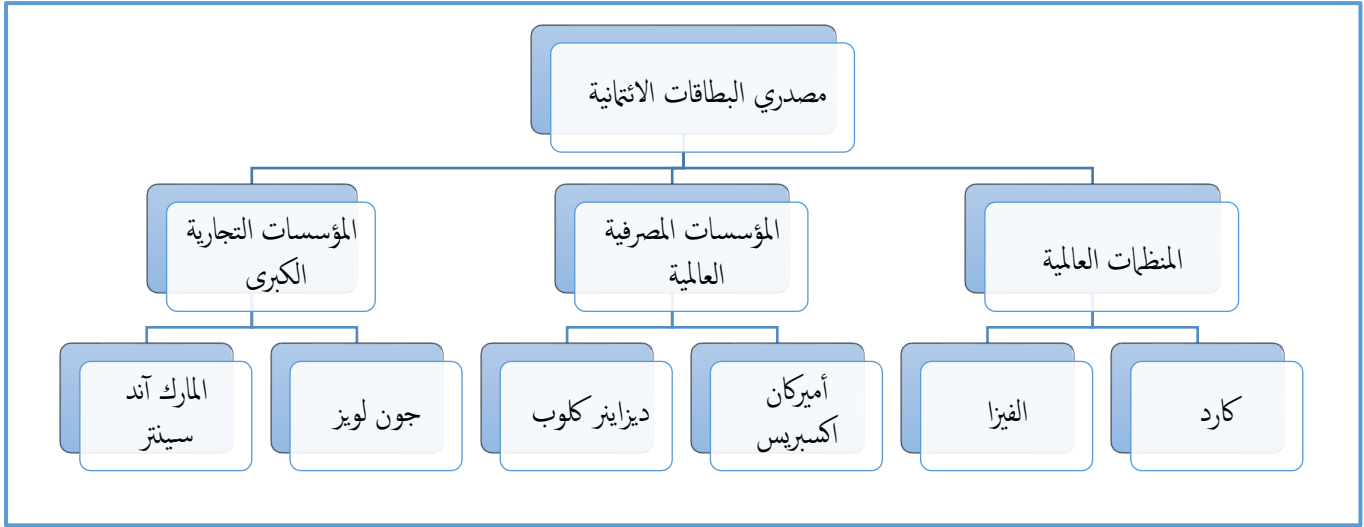 مصدري البطاقات الائتمانية
المنظمات العالمية
المؤسسات المصرفية
العالمية
المؤسسات التجارية
الكبرى
كارد
الفيزا
أميركان
اكسبريس
ديزاينر كلوب
جون لويز
المارك آند
سينتر